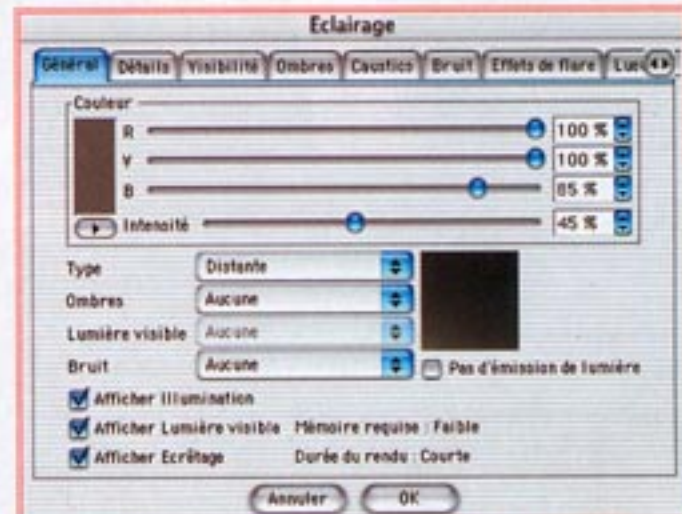 Eclairage
Général Détails Visibilité Ombres Caustics Bruit Effets de flare
Couleur
R 100 %
V 100 %
B 85 %
Intensité 45 %
Type Distante
Ombres Aucune
Lumière visible Aucune
Bruit Aucune
Pas d'émission de lumière
Afficher Illumination
Afficher Lumière visible Mémoire requise : Faible
Afficher Ecrêtage Durée du rendu : Courte
Annuler OK